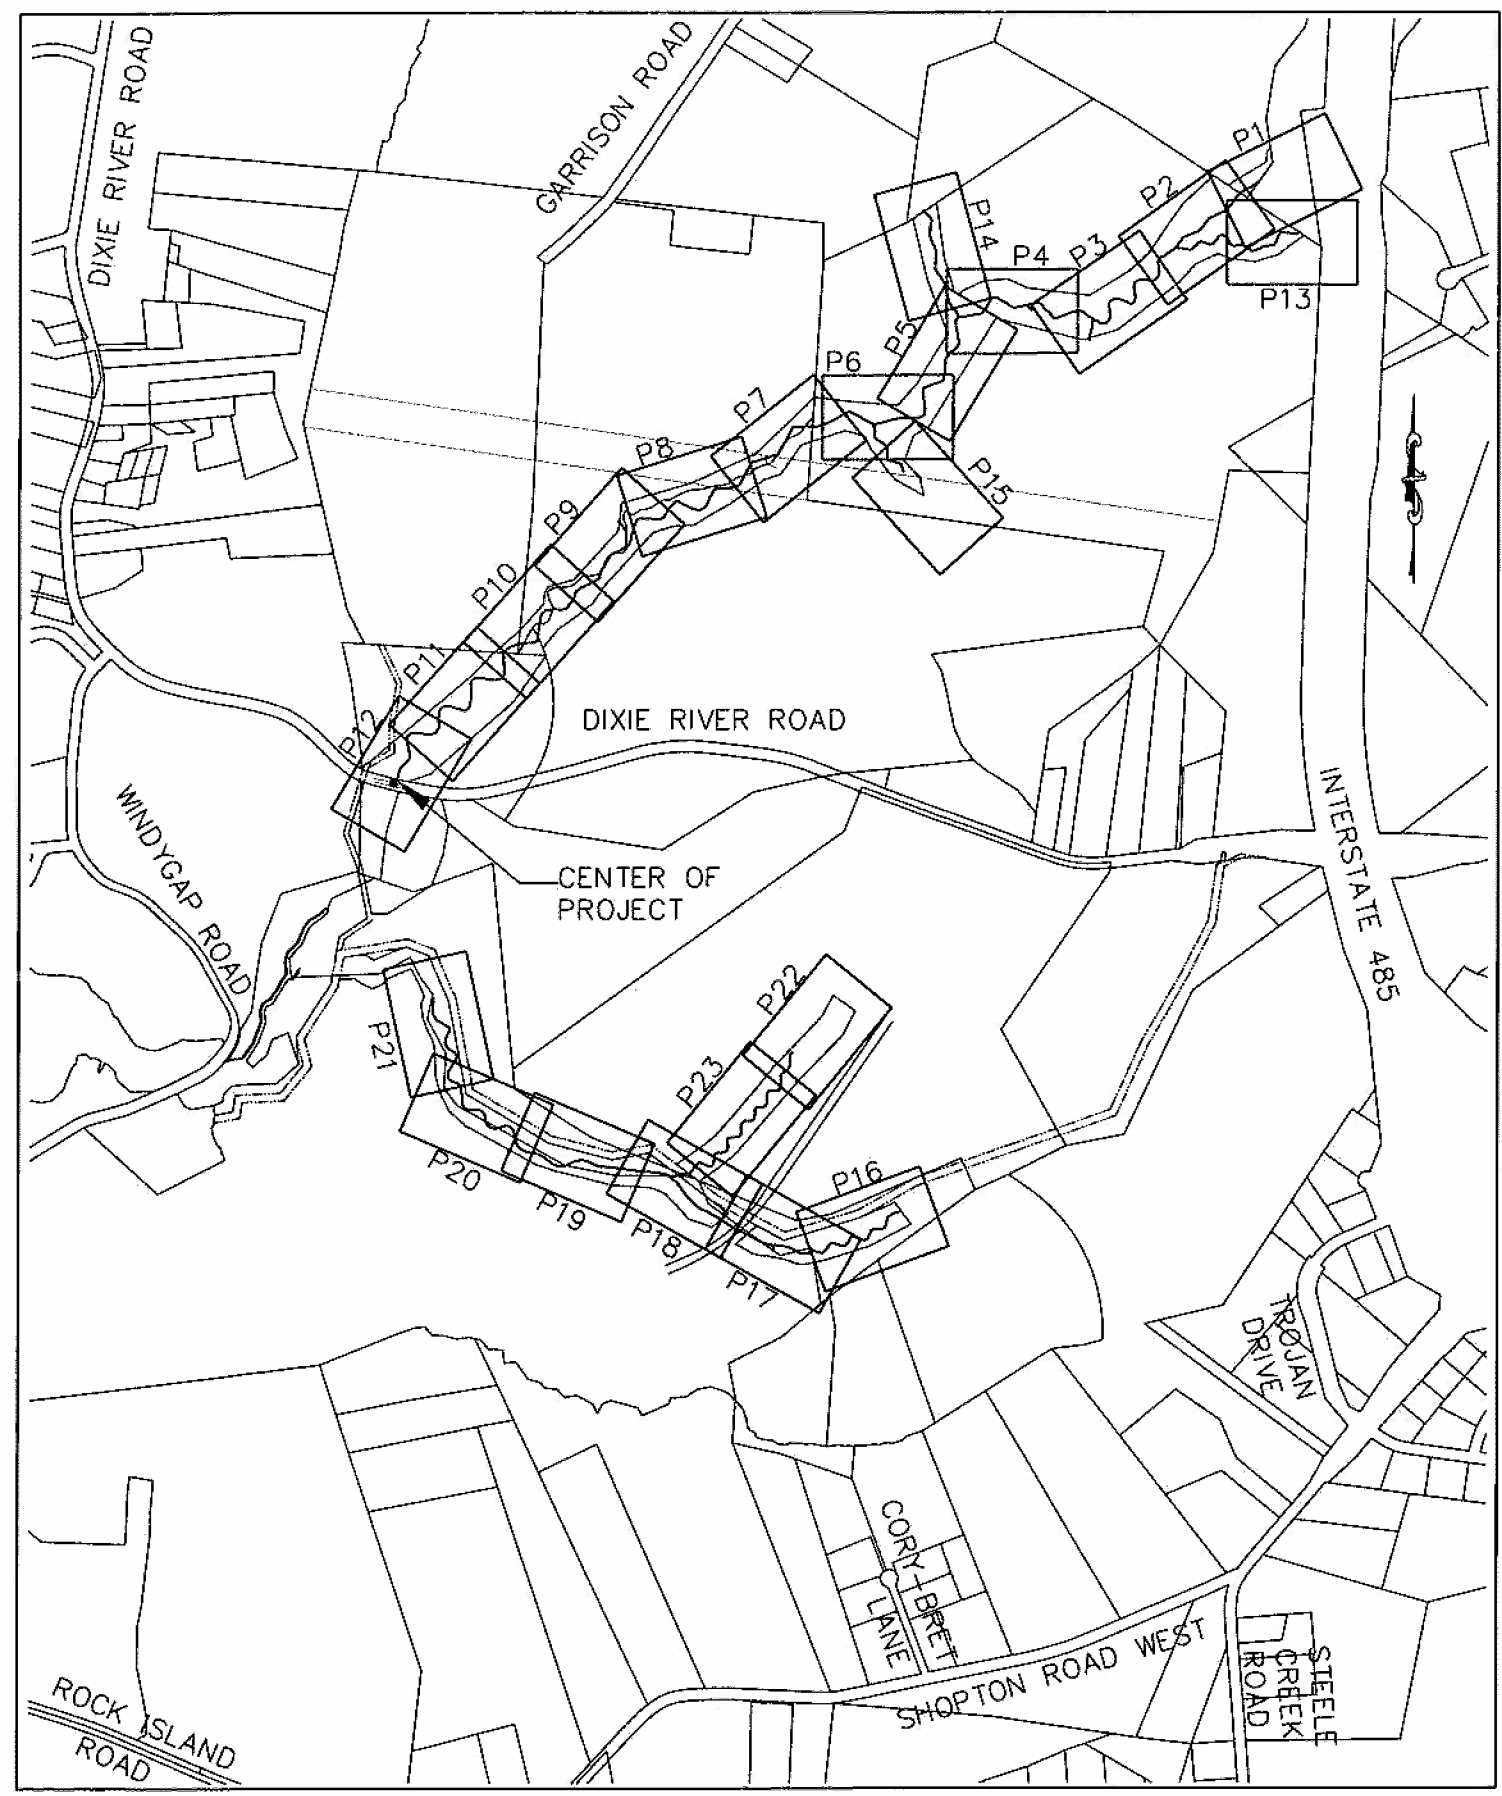 DIXIE RIVER ROAD
GARRISON ROAD
P1
P2
P14
P3
P4
P13
P5
P6
P7
P8
P15
P9
P10
P11
P12
DIXIE RIVER ROAD
WINDYGAP ROAD
INTERSTATE 485
CENTER OF
PROJECT
P22
P21
P23
P16
P20
P19
P18
P17
TROJAN
DRIVE
CORY-BRET
LANE
SHOPTON ROAD WEST
STEELE
CREEK
ROAD
ROCK ISLAND
ROAD